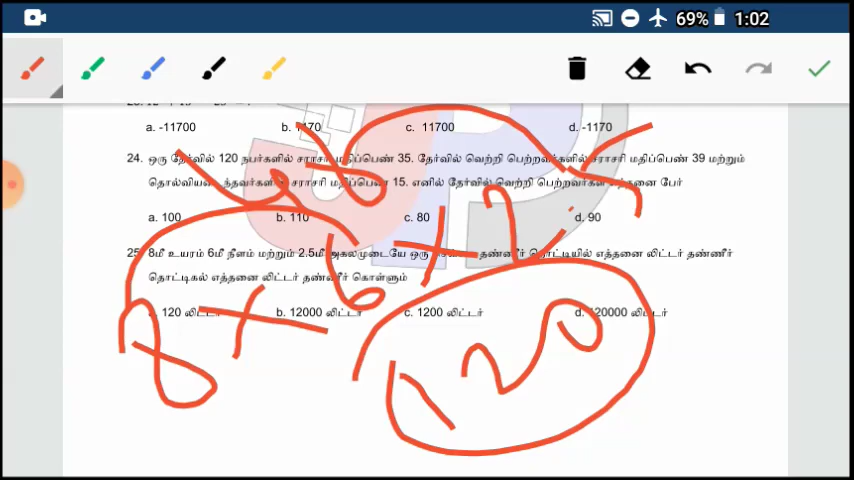 69% 1:02
a. -11700 b. 1170 c. 11700 d. -1170
24. ஒரு தேர்வில் 120 நபர்களில் சராசரி மதிப்பெண் 35. தேர்வில் வெற்றி பெற்றவர்களில் சராசரி மதிப்பெண் 39 மற்றும்
தோல்வியடைந்தவர்களின் சராசரி மதிப்பெண் 15. எனில் தேர்வில் வெற்றி பெற்றவர்கள் எத்தனை பேர்
a. 100 b. 110 c. 80 d. 90
25. 8மீ உயரம் 6மீ நீளம் மற்றும் 2.5மீ அகலமுடையே ஒரு தண்ணீர் தொட்டியில் எத்தனை லிட்டர் தண்ணீர்
தொட்டிகல் எத்தனை லிட்டர் தண்ணீர் கொள்ளும்
a. 120 லிட்டர் b. 12000 லிட்டர் c. 1200 லிட்டர் d. 120000 லிட்டர்
8 x 6 x 2.5
120